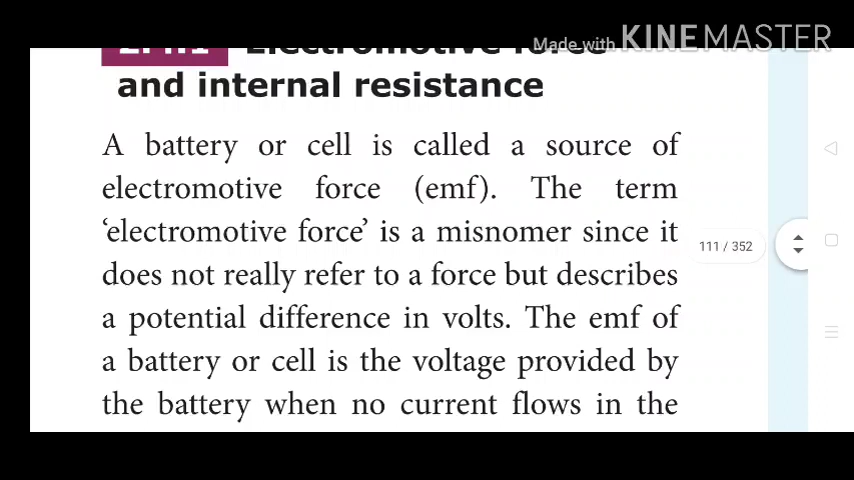 Made with KINEMASTER
Electromotive force
and internal resistance
A battery or cell is called a source of
electromotive force (emf). The term
‘electromotive force’ is a misnomer since it
does not really refer to a force but describes
a potential difference in volts. The emf of
a battery or cell is the voltage provided by
the battery when no current flows in the
111 / 352